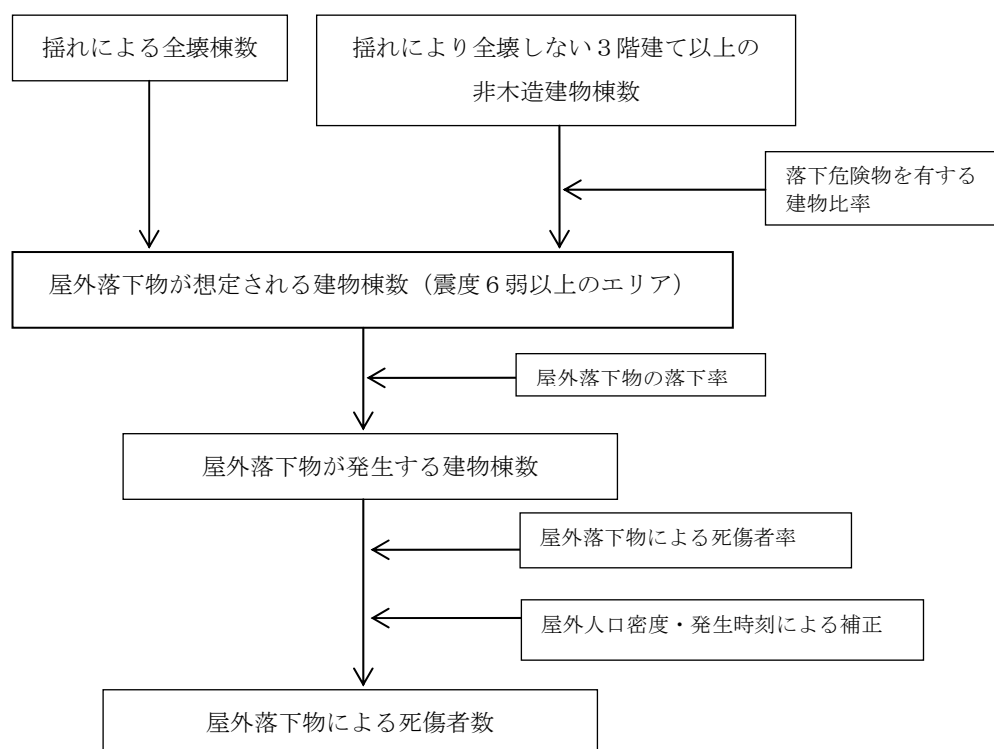 揺れによる全壊棟数
揺れにより全壊しない３階建て以上の
非木造建物棟数
落下危険物を有する
建物比率
屋外落下物が想定される建物棟数（震度６弱以上のエリア）
屋外落下物の落下率
屋外落下物が発生する建物棟数
屋外落下物による死傷者率
屋外人口密度・発生時刻による補正
屋外落下物による死傷者数